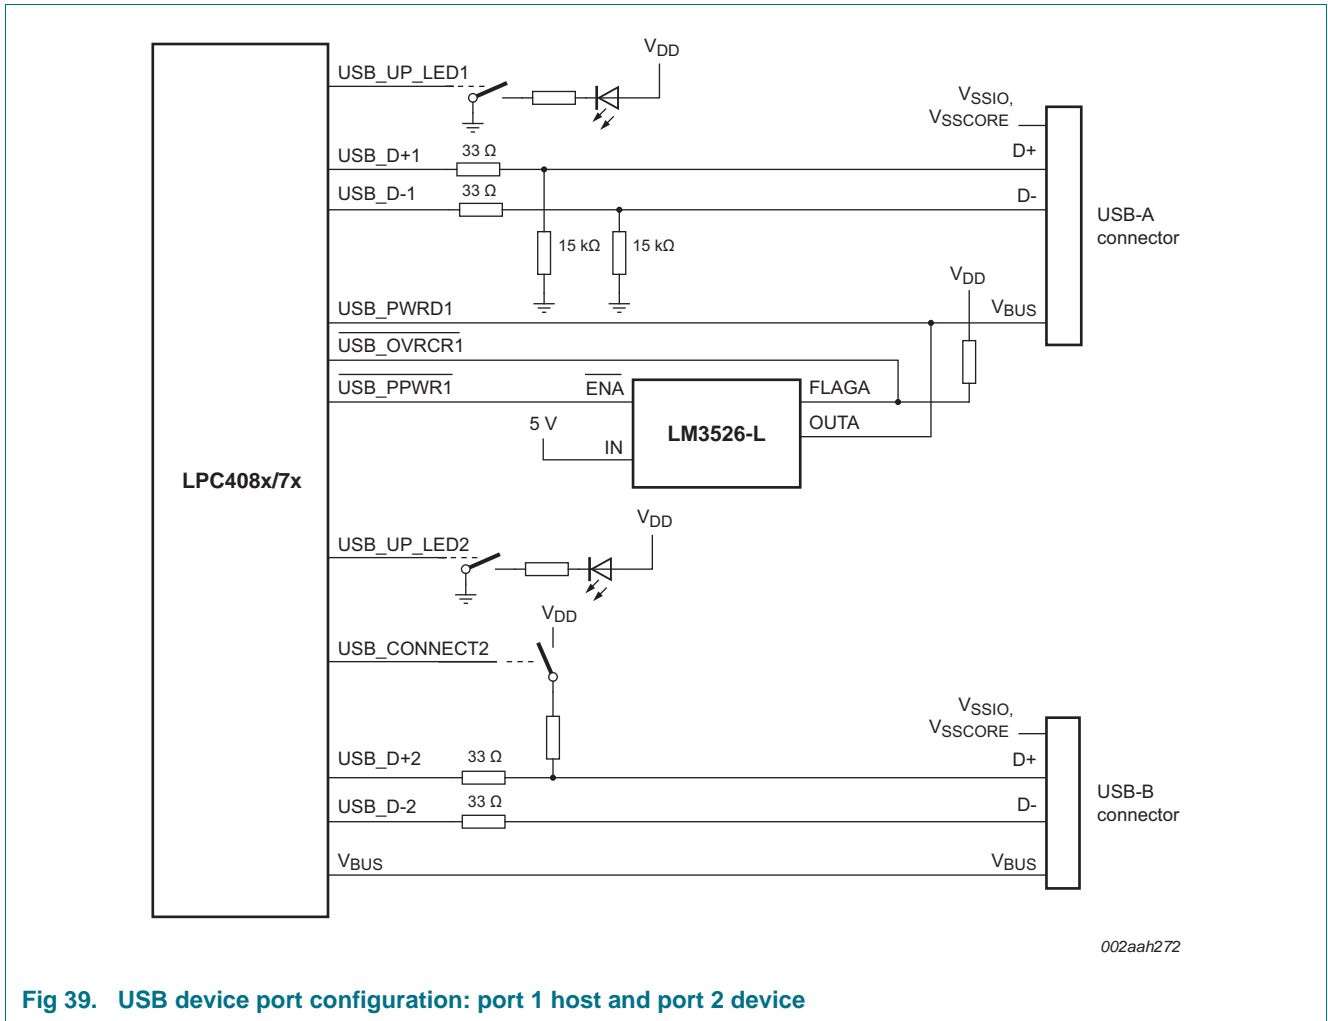 USB_UP_LED1
VDD
VSSIO,
VSSCORE
USB_D+1
33 Ω
D+
USB_D-1
33 Ω
D-
USB-A
connector
15 kΩ
15 kΩ
VDD
USB_PWRD1
VBUS
USB_OVRCR1
USB_PPWR1
ENA
FLAGA
5 V
IN
LM3526-L
OUTA
LPC408x/7x
VDD
USB_UP_LED2
VDD
USB_CONNECT2
VSSIO,
VSSCORE
USB_D+2
33 Ω
D+
USB_D-2
33 Ω
D-
USB-B
connector
VBUS
VBUS
002aah272
Fig 39. USB device port configuration: port 1 host and port 2 device